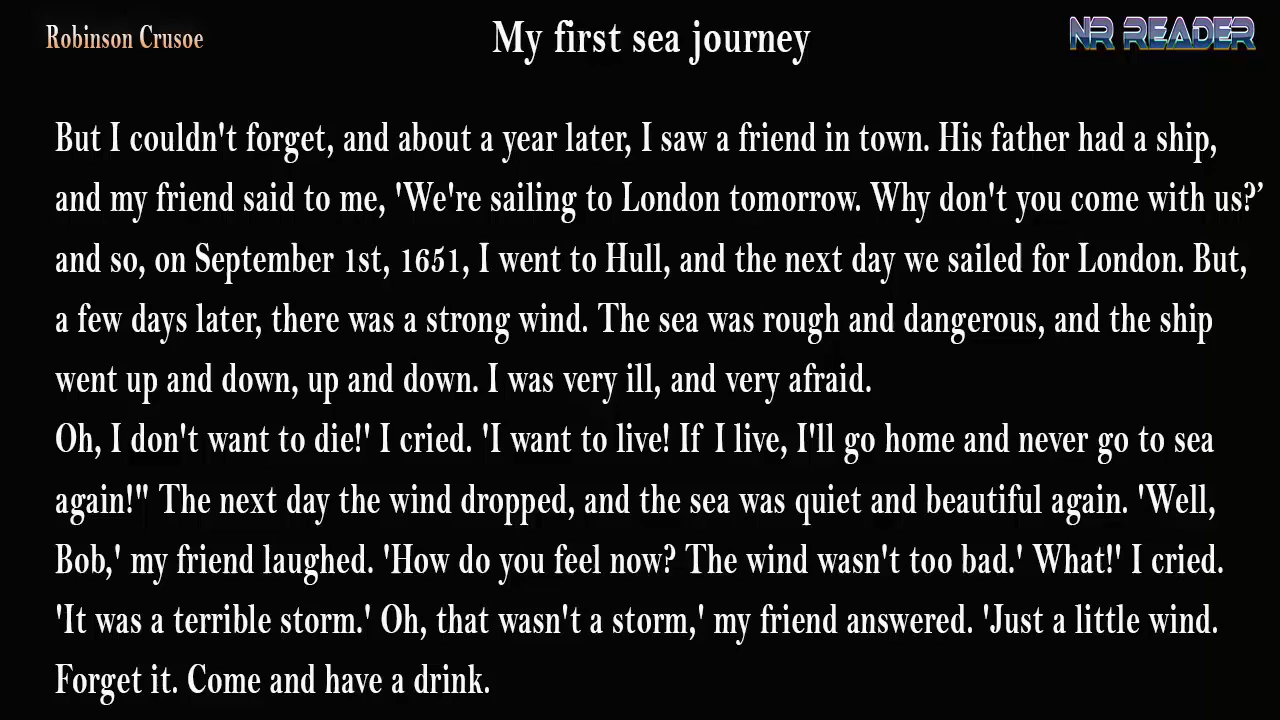 Robinson Crusoe
My first sea journey
NR READER
But I couldn't forget, and about a year later, I saw a friend in town. His father had a ship,
and my friend said to me, 'We're sailing to London tomorrow. Why don't you come with us?’
and so, on September 1st, 1651, I went to Hull, and the next day we sailed for London. But,
a few days later, there was a strong wind. The sea was rough and dangerous, and the ship
went up and down, up and down. I was very ill, and very afraid.
Oh, I don't want to die!' I cried. 'I want to live! If I live, I'll go home and never go to sea
again!" The next day the wind dropped, and the sea was quiet and beautiful again. 'Well,
Bob,' my friend laughed. 'How do you feel now? The wind wasn't too bad.' What!' I cried.
'It was a terrible storm.' Oh, that wasn't a storm,' my friend answered. 'Just a little wind.
Forget it. Come and have a drink.